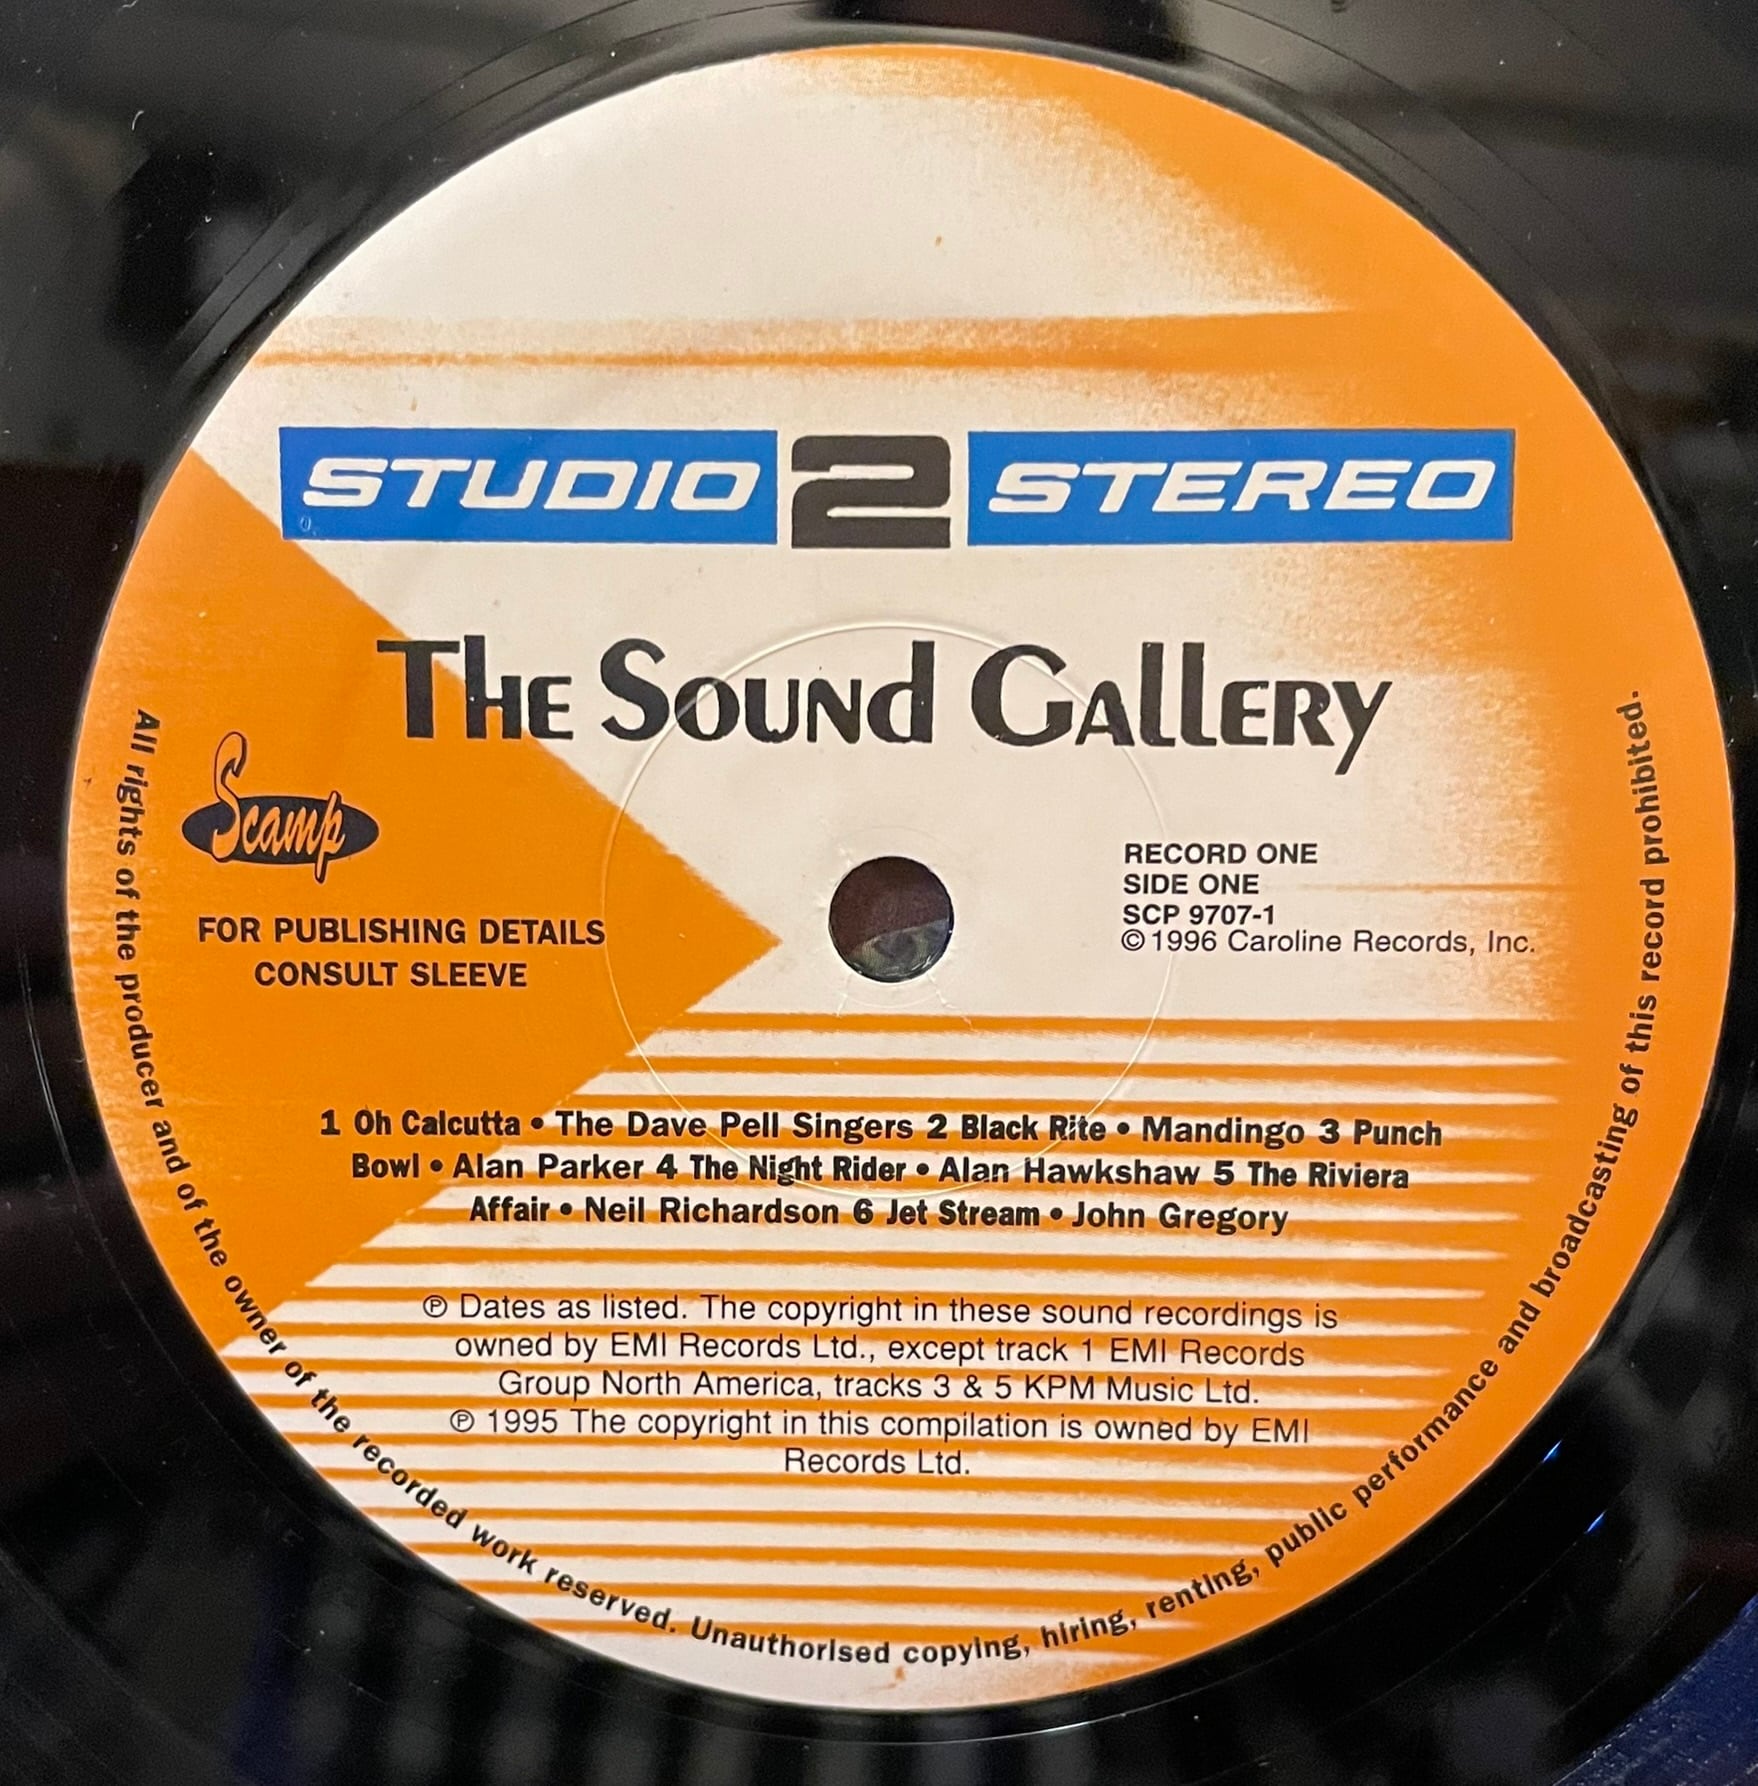 STUDIO 2 STEREO
The Sound Gallery
Scamp
FOR PUBLISHING DETAILS
CONSULT SLEEVE
RECORD ONE
SIDE ONE
SCP 9707-1
©1996 Caroline Records, Inc.
1 Oh Calcutta • The Dave Pell Singers 2 Black Rite • Mandingo 3 Punch
Bowl • Alan Parker 4 The Night Rider • Alan Hawkshaw 5 The Riviera
Affair • Neil Richardson 6 Jet Stream • John Gregory
℗ Dates as listed. The copyright in these sound recordings is
owned by EMI Records Ltd., except track 1 EMI Records
Group North America, tracks 3 & 5 KPM Music Ltd.
℗ 1995 The copyright in this compilation is owned by EMI
Records Ltd.
All rights of the producer and of the owner of the recorded work reserved. Unauthorised copying, hiring, renting, public performance and broadcasting of this record prohibited.